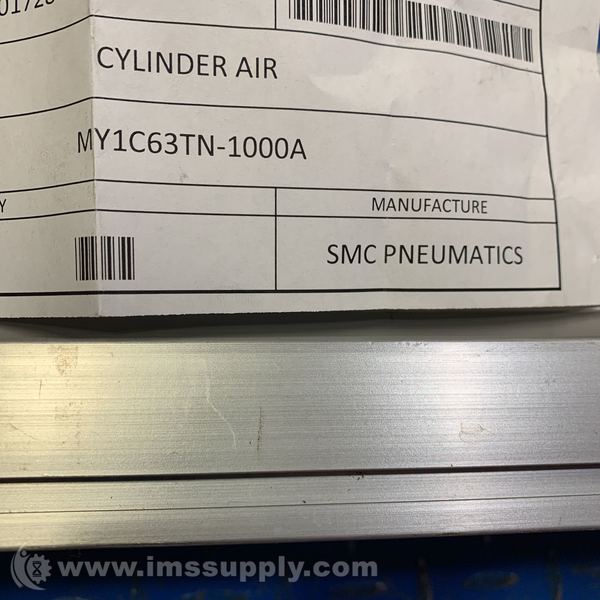 CYLINDER AIR
MY1C63TN-1000A
MANUFACTURE
SMC PNEUMATICS
www.imssupply.com